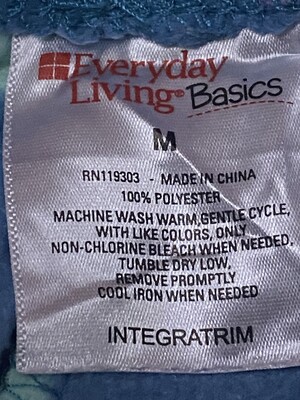 Everyday
Living® Basics
M
RN119303 - MADE IN CHINA
100% POLYESTER
MACHINE WASH WARM,GENTLE CYCLE,
WITH LIKE COLORS, ONLY
NON-CHLORINE BLEACH WHEN NEEDED,
TUMBLE DRY LOW,
REMOVE PROMPTLY
COOL IRON WHEN NEEDED
INTEGRATRIM